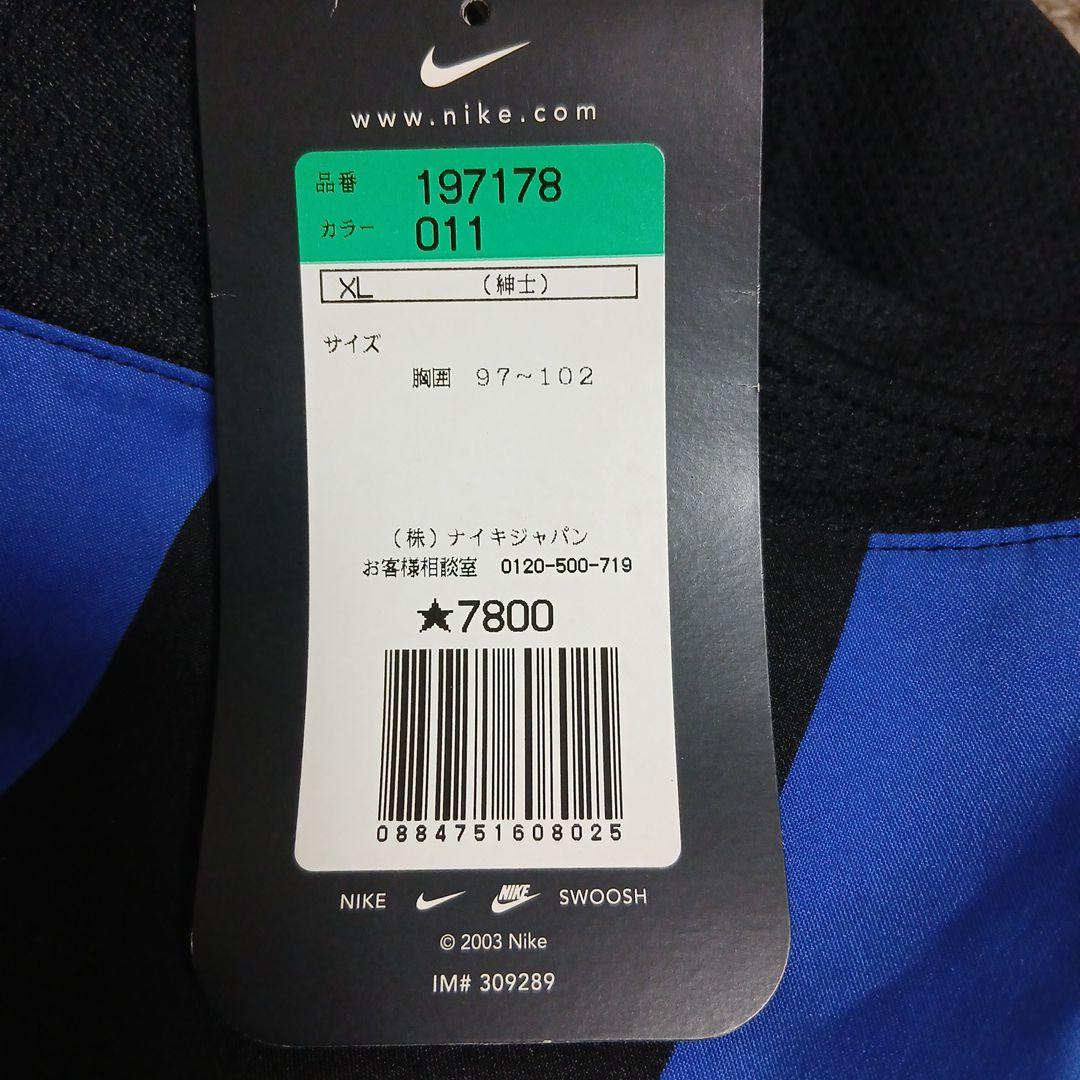 www.nike.com
品番 197178
カラー 011
XL (紳士)
サイズ
胸囲 97~102
(株)ナイキジャパン
お客様相談室 0120-500-719
★7800
0884751608025
NIKE NIKE SWOOSH
© 2003 Nike
IM# 309289